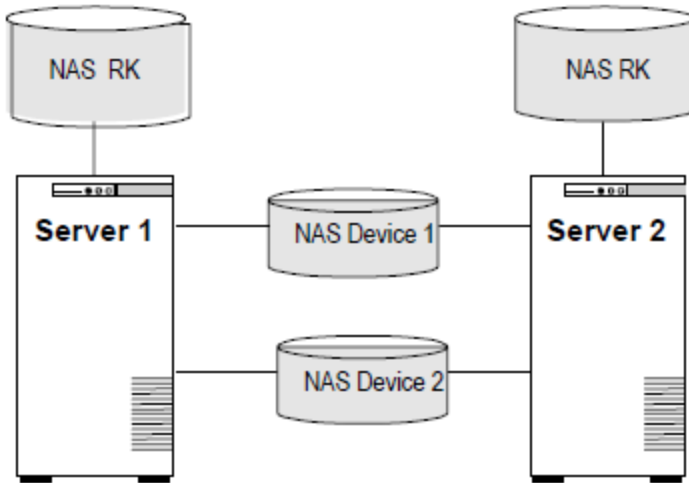 NAS RK
NAS RK
Server 1
NAS Device 1
Server 2
NAS Device 2